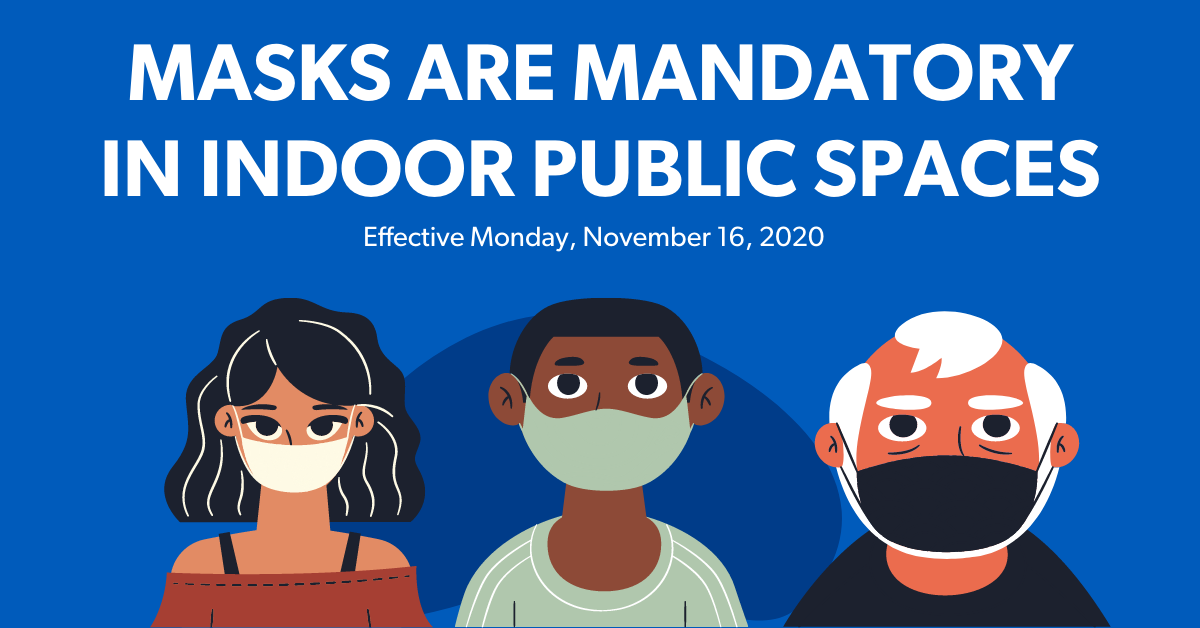 MASKS ARE MANDATORY
IN INDOOR PUBLIC SPACES
Effective Monday, November 16, 2020